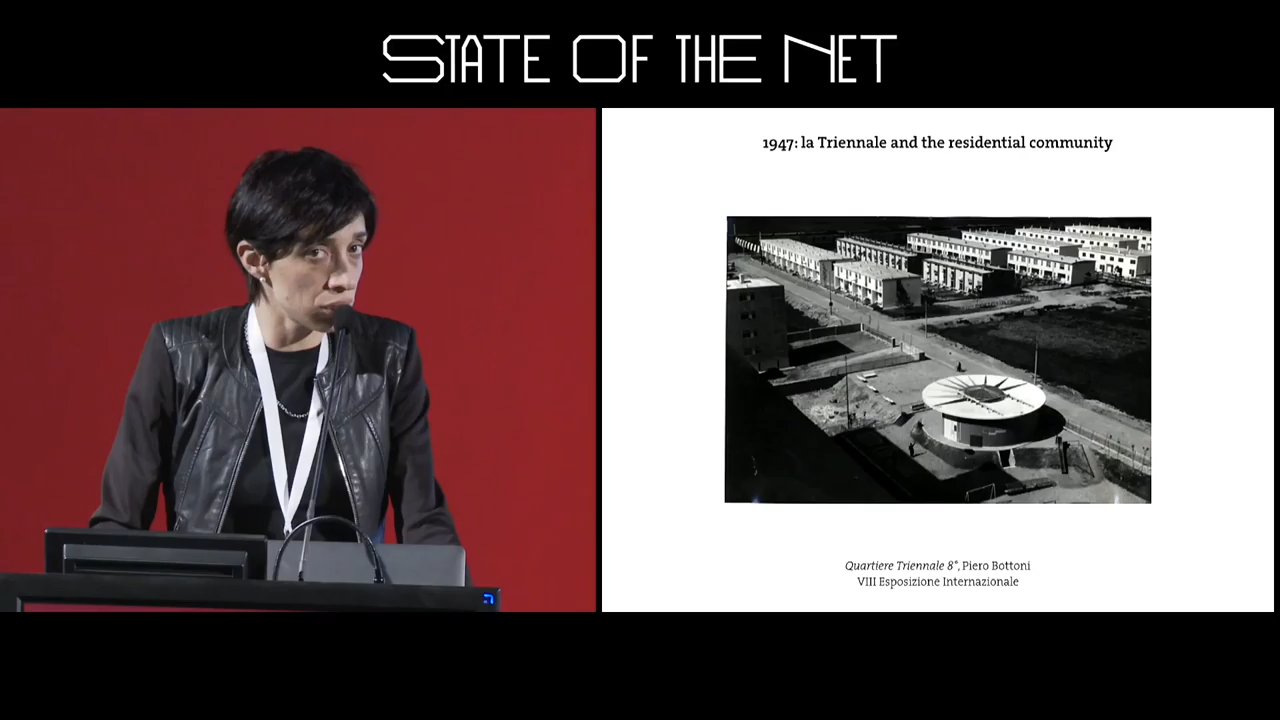 STATE OF THE NET
1947: la Triennale and the residential community
Quartiere Triennale 8°, Piero Bottoni
VIII Esposizione Internazionale